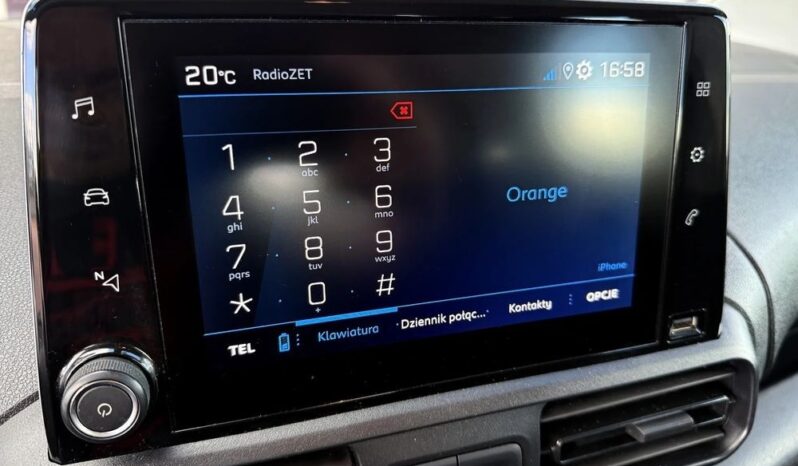 20°C RadioZET 16:58
1 2 3
abc def
4 5 6
ghi jkl mno
7 8 9
pqrs tuv wxyz
* 0 #
+
Orange
iPhone
TEL Klawiatura Dziennik połąc... Kontakty OPCJE
N